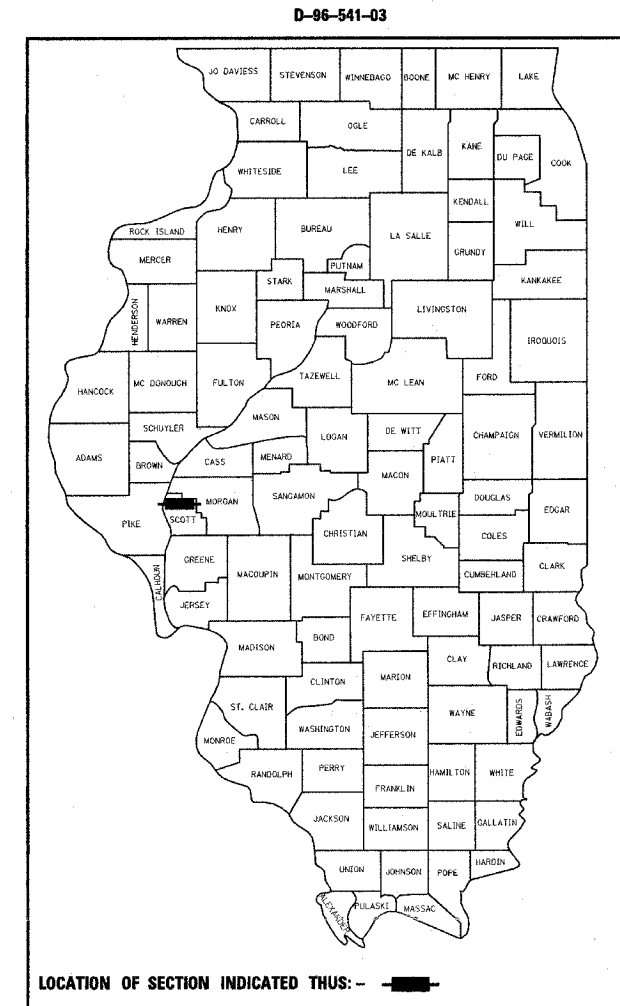 D-96-541-03
JO DAVIESS STEVENSON WINNEBAGO BOONE MC HENRY LAKE
CARROLL OGLE DE KALB KANE DU PAGE COOK
WHITESIDE LEE KENDALL WILL
ROCK ISLAND HENRY BUREAU LA SALLE GRUNDY
MERCER PUTNAM KANKAKEE
STARK MARSHALL
HENDERSON WARREN KNOX PEORIA WOODFORD LIVINGSTON IROQUOIS
HANCOCK MC DONOUGH FULTON TAZEWELL MC LEAN FORD
MASON
SCHUYLER LOGAN DE WITT CHAMPAIGN VERMILION
ADAMS BROWN CASS MENARD PIATT
MACON
PIKE SCOTT MORGAN SANGAMON MOULTRIE DOUGLAS EDGAR
CHRISTIAN COLES
GREENE MACOUPIN SHELBY CLARK
CALHOUN MONTGOMERY CUMBERLAND
JERSEY FAYETTE EFFINGHAM JASPER CRAWFORD
MADISON BOND
CLAY RICHLAND LAWRENCE
CLINTON MARION
ST. CLAIR WAYNE EDWARDS WABASH
MONROE WASHINGTON JEFFERSON
RANDOLPH PERRY HAMILTON WHITE
FRANKLIN
JACKSON WILLIAMSON SALINE GALLATIN
UNION JOHNSON POPE HARDIN
ALEXANDER PULASKI MASSAC
LOCATION OF SECTION INDICATED THUS: -